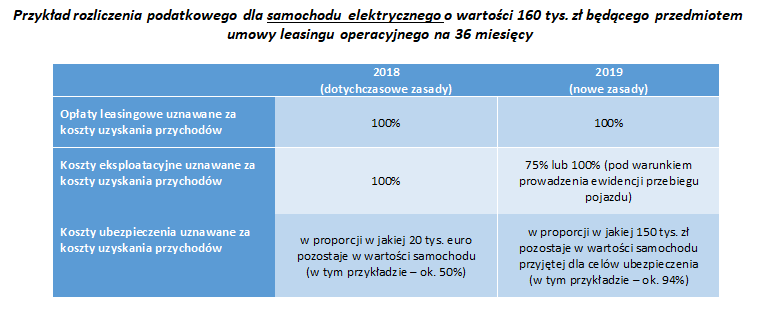 Przykład rozliczenia podatkowego dla samochodu elektrycznego o wartości 160 tys. zł będącego przedmiotem
umowy leasingu operacyjnego na 36 miesięcy
2018
(dotychczasowe zasady)
2019
(nowe zasady)
Opłaty leasingowe uznawane za
koszty uzyskania przychodów
100%
100%
Koszty eksploatacyjne uznawane za
koszty uzyskania przychodów
100%
75% lub 100% (pod warunkiem
prowadzenia ewidencji przebiegu
pojazdu)
Koszty ubezpieczenia uznawane za
koszty uzyskania przychodów
w proporcji w jakiej 20 tys. euro
pozostaje w wartości samochodu
(w tym przykładzie – ok. 50%)
w proporcji w jakiej 150 tys. zł
pozostaje w wartości samochodu
przyjętej dla celów ubezpieczenia
(w tym przykładzie – ok. 94%)